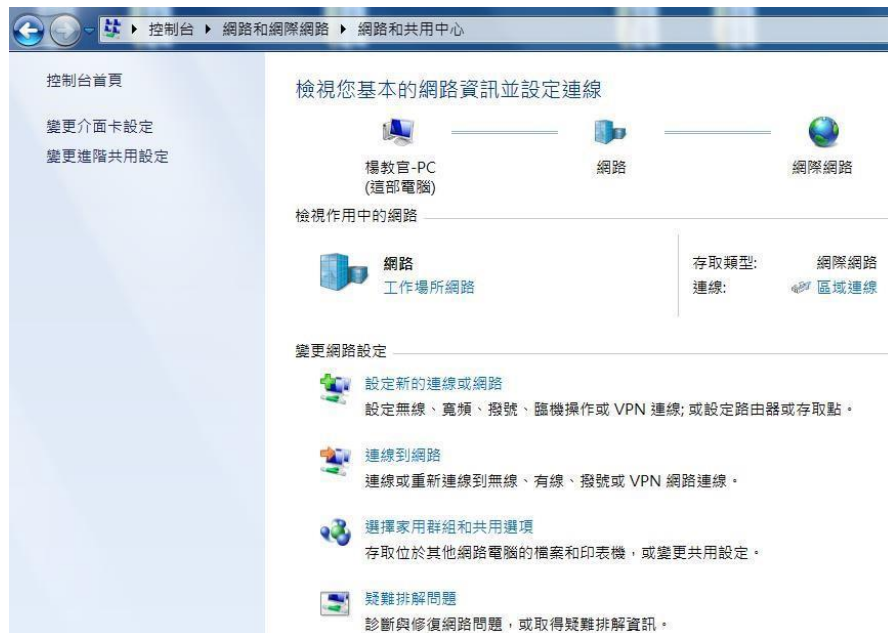 控制台 ▸ 網路和網際網路 ▸ 網路和共用中心
控制台首頁
變更介面卡設定
變更進階共用設定
檢視您基本的網路資訊並設定連線
楊教官-PC
(這部電腦)
網路
網際網路
檢視作用中的網路
網路
工作場所網路
存取類型: 網際網路
連線: 區域連線
變更網路設定
設定新的連線或網路
設定無線、寬頻、撥號、臨機操作或 VPN 連線; 或設定路由器或存取點。
連線到網路
連線或重新連線到無線、有線、撥號或 VPN 網路連線。
選擇家用群組和共用選項
存取位於其他網路電腦的檔案和印表機，或變更共用設定。
疑難排解問題
診斷與修復網路問題，或取得疑難排解資訊。